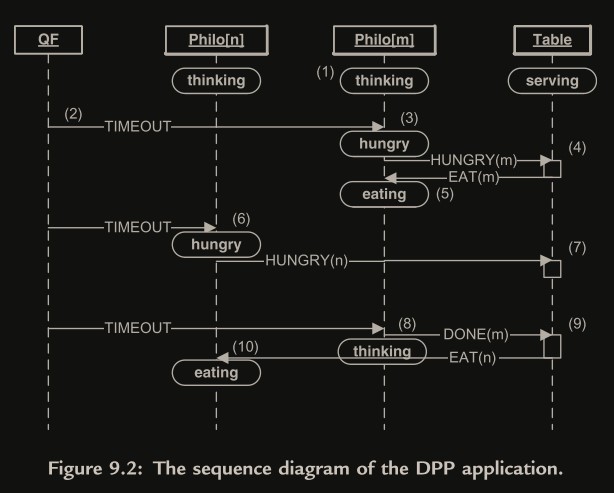 QF Philo[n] Philo[m] Table
thinking (1) thinking serving
(2) (3)
TIMEOUT
hungry
(4)
HUNGRY(m)
EAT(m)
eating (5)
(6)
TIMEOUT
hungry
(7)
HUNGRY(n)
TIMEOUT (8) (9)
DONE(m)
(10) thinking
EAT(n)
eating
Figure 9.2: The sequence diagram of the DPP application.